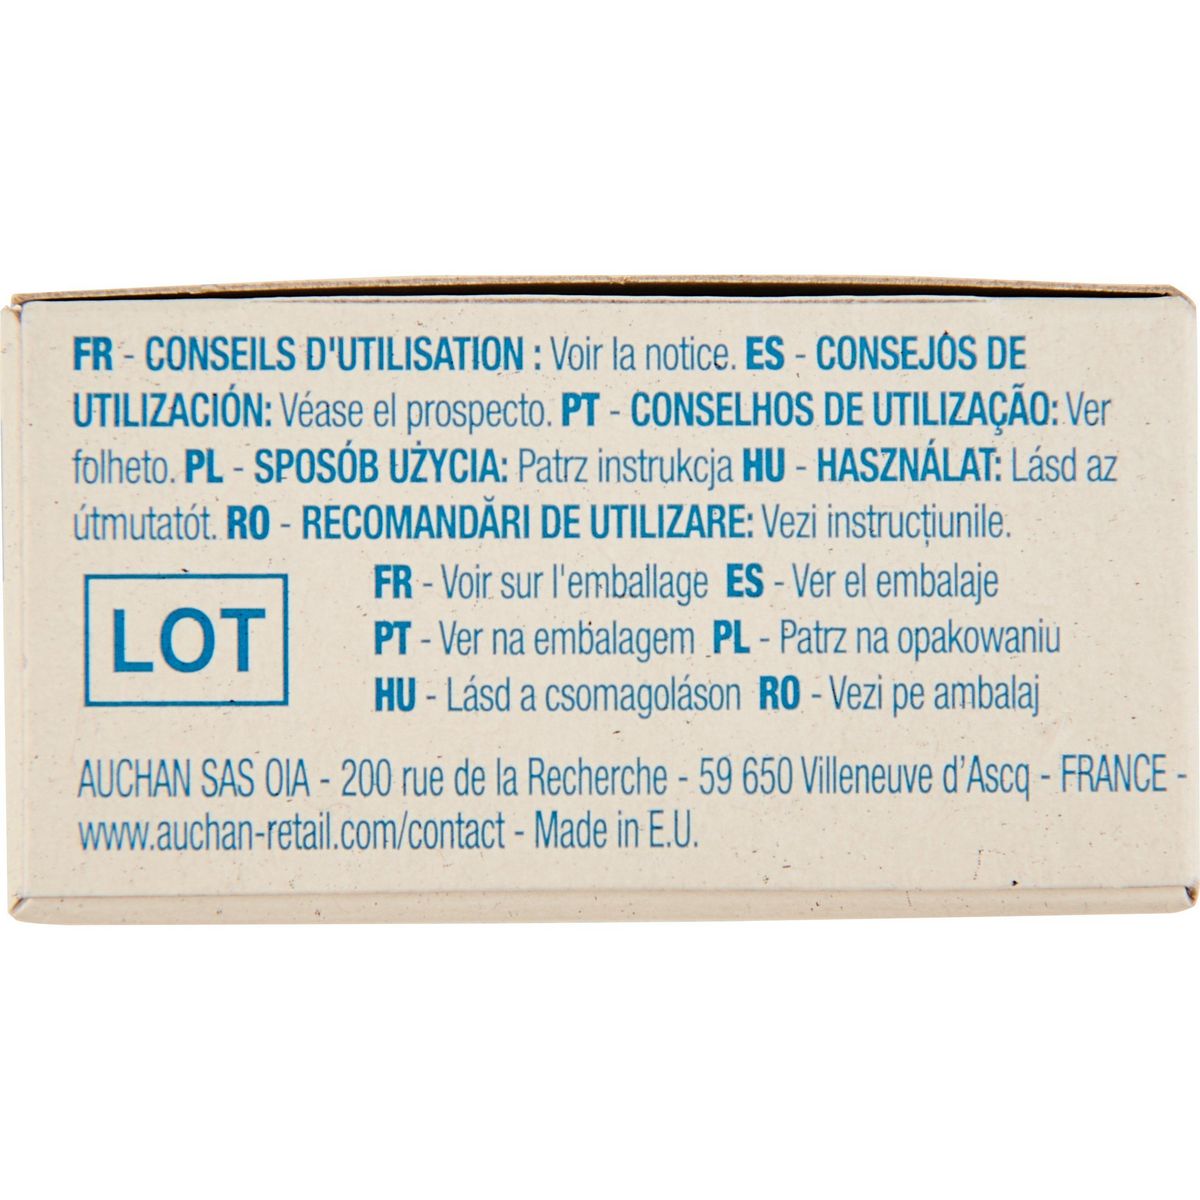 FR - CONSEILS D'UTILISATION : Voir la notice. ES - CONSEJOS DE
UTILIZACIÓN: Véase el prospecto. PT - CONSELHOS DE UTILIZAÇÃO: Ver
folheto. PL - SPOSÓB UŻYCIA: Patrz instrukcja HU - HASZNÁLAT: Lásd az
útmutatót. RO - RECOMANDĂRI DE UTILIZARE: Vezi instrucțiunile.
LOT
FR - Voir sur l'emballage ES - Ver el embalaje
PT - Ver na embalagem PL - Patrz na opakowaniu
HU - Lásd a csomagoláson RO - Vezi pe ambalaj
AUCHAN SAS OIA - 200 rue de la Recherche - 59 650 Villeneuve d'Ascq - FRANCE -
www.auchan-retail.com/contact - Made in E.U.